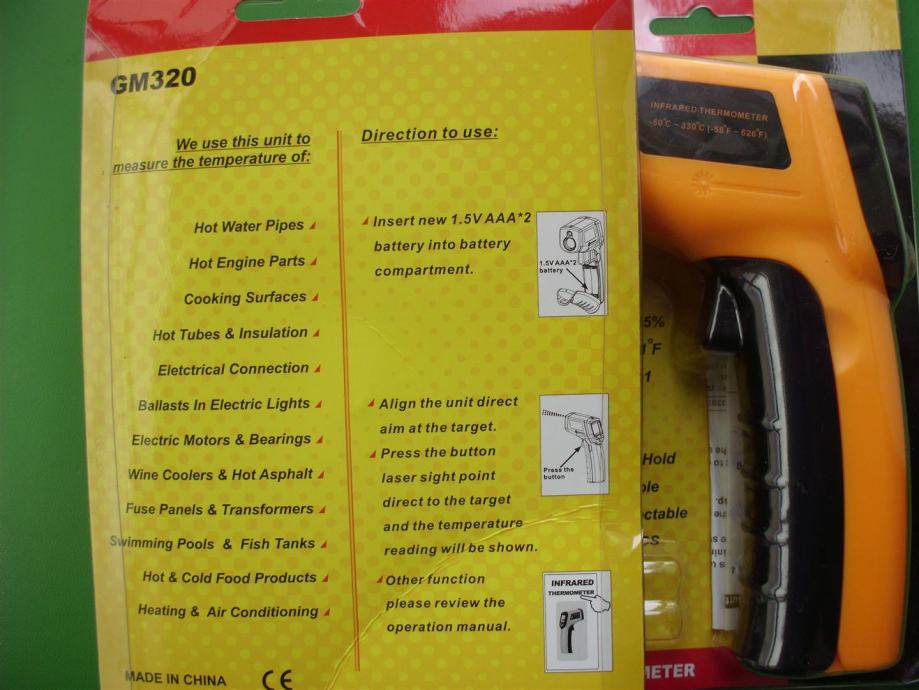 GM320
We use this unit to
measure the temperature of:
Hot Water Pipes
Hot Engine Parts
Cooking Surfaces
Hot Tubes & Insulation
Eletctrical Connection
Ballasts In Electric Lights
Electric Motors & Bearings
Wine Coolers & Hot Asphalt
Fuse Panels & Transformers
Swimming Pools & Fish Tanks
Hot & Cold Food Products
Heating & Air Conditioning
MADE IN CHINA CE
Direction to use:
Insert new 1.5V AAA*2
battery into battery
compartment.
1.5V AAA*2
battery
Align the unit direct
aim at the target.
Press the button
laser sight point
direct to the target
and the temperature
reading will be shown.
Press the
button
Other function
please review the
operation manual.
INFRARED
THERMOMETER
INFRARED THERMOMETER
-50°C ~ 330°C (-58°F ~ 626°F)
5%
°F
1
Hold
ble
ectable
cs
METER